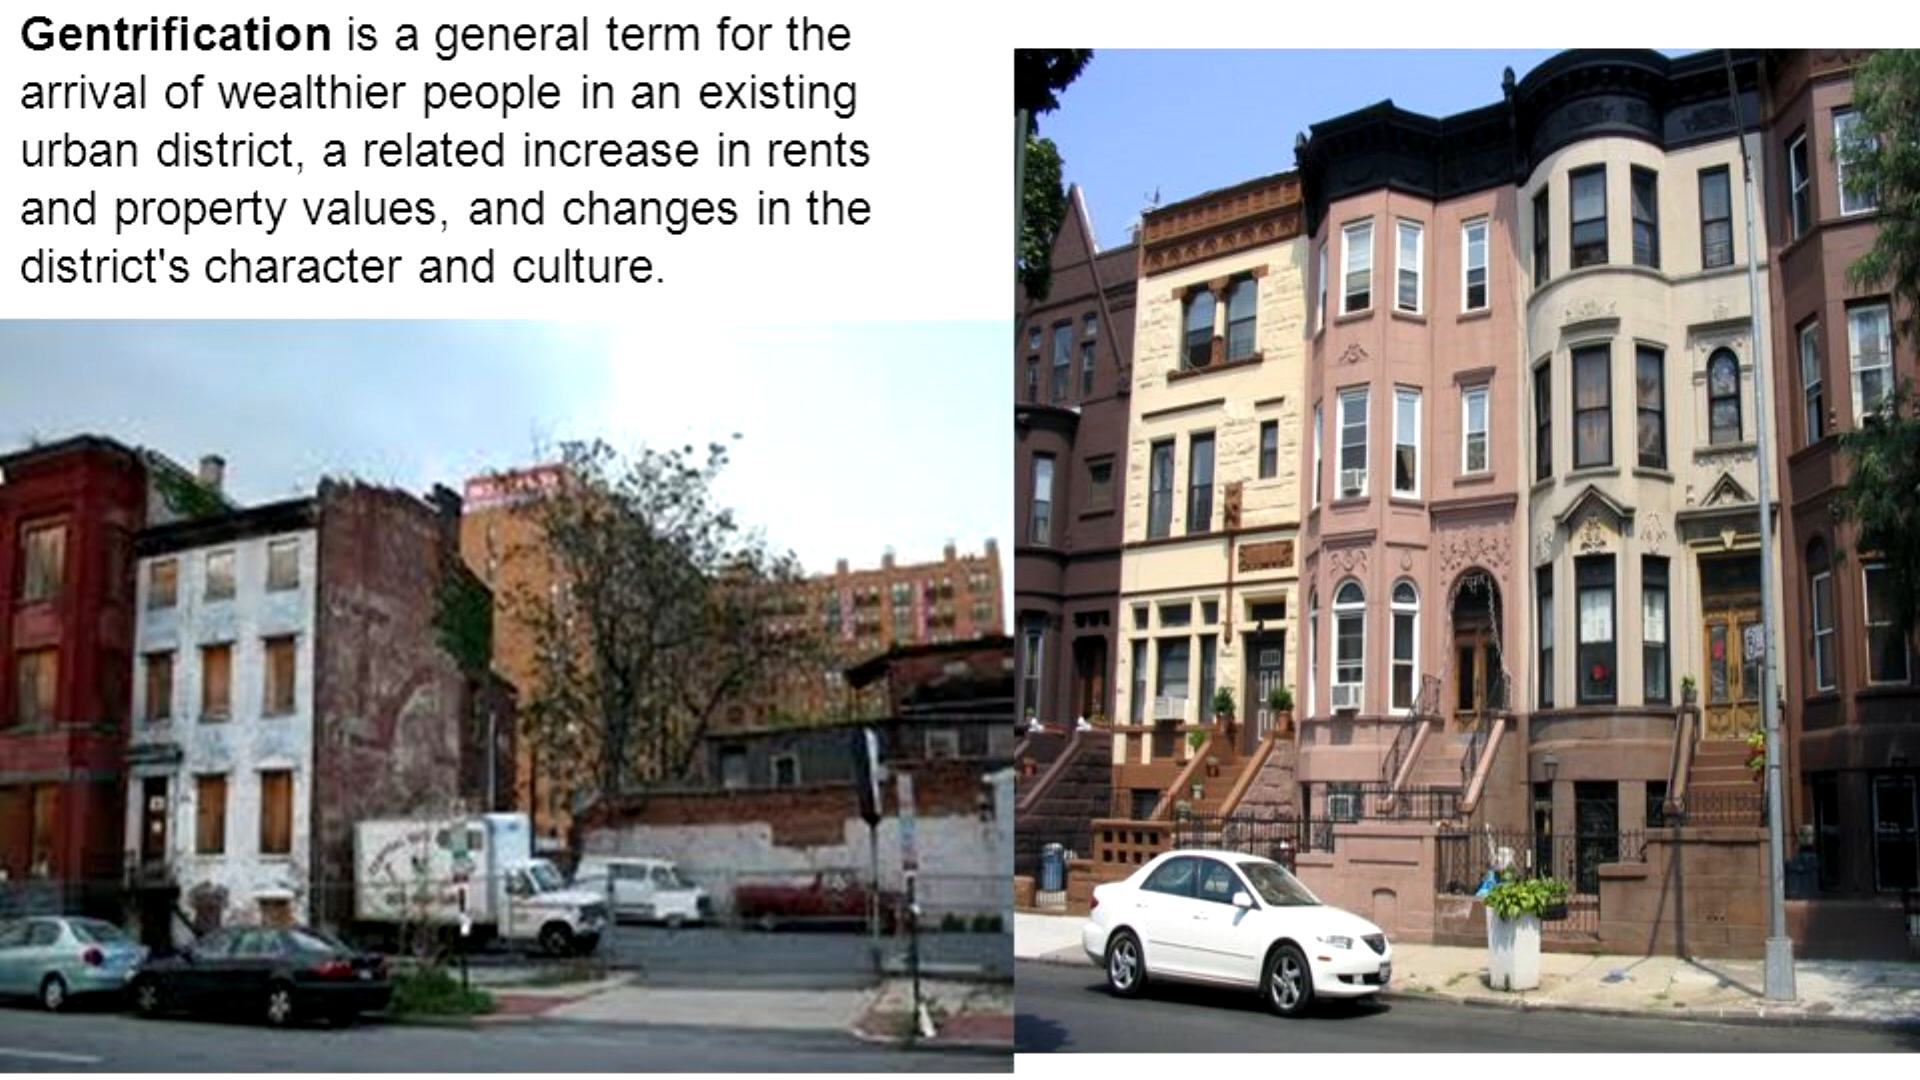 Gentrification is a general term for the
arrival of wealthier people in an existing
urban district, a related increase in rents
and property values, and changes in the
district's character and culture.